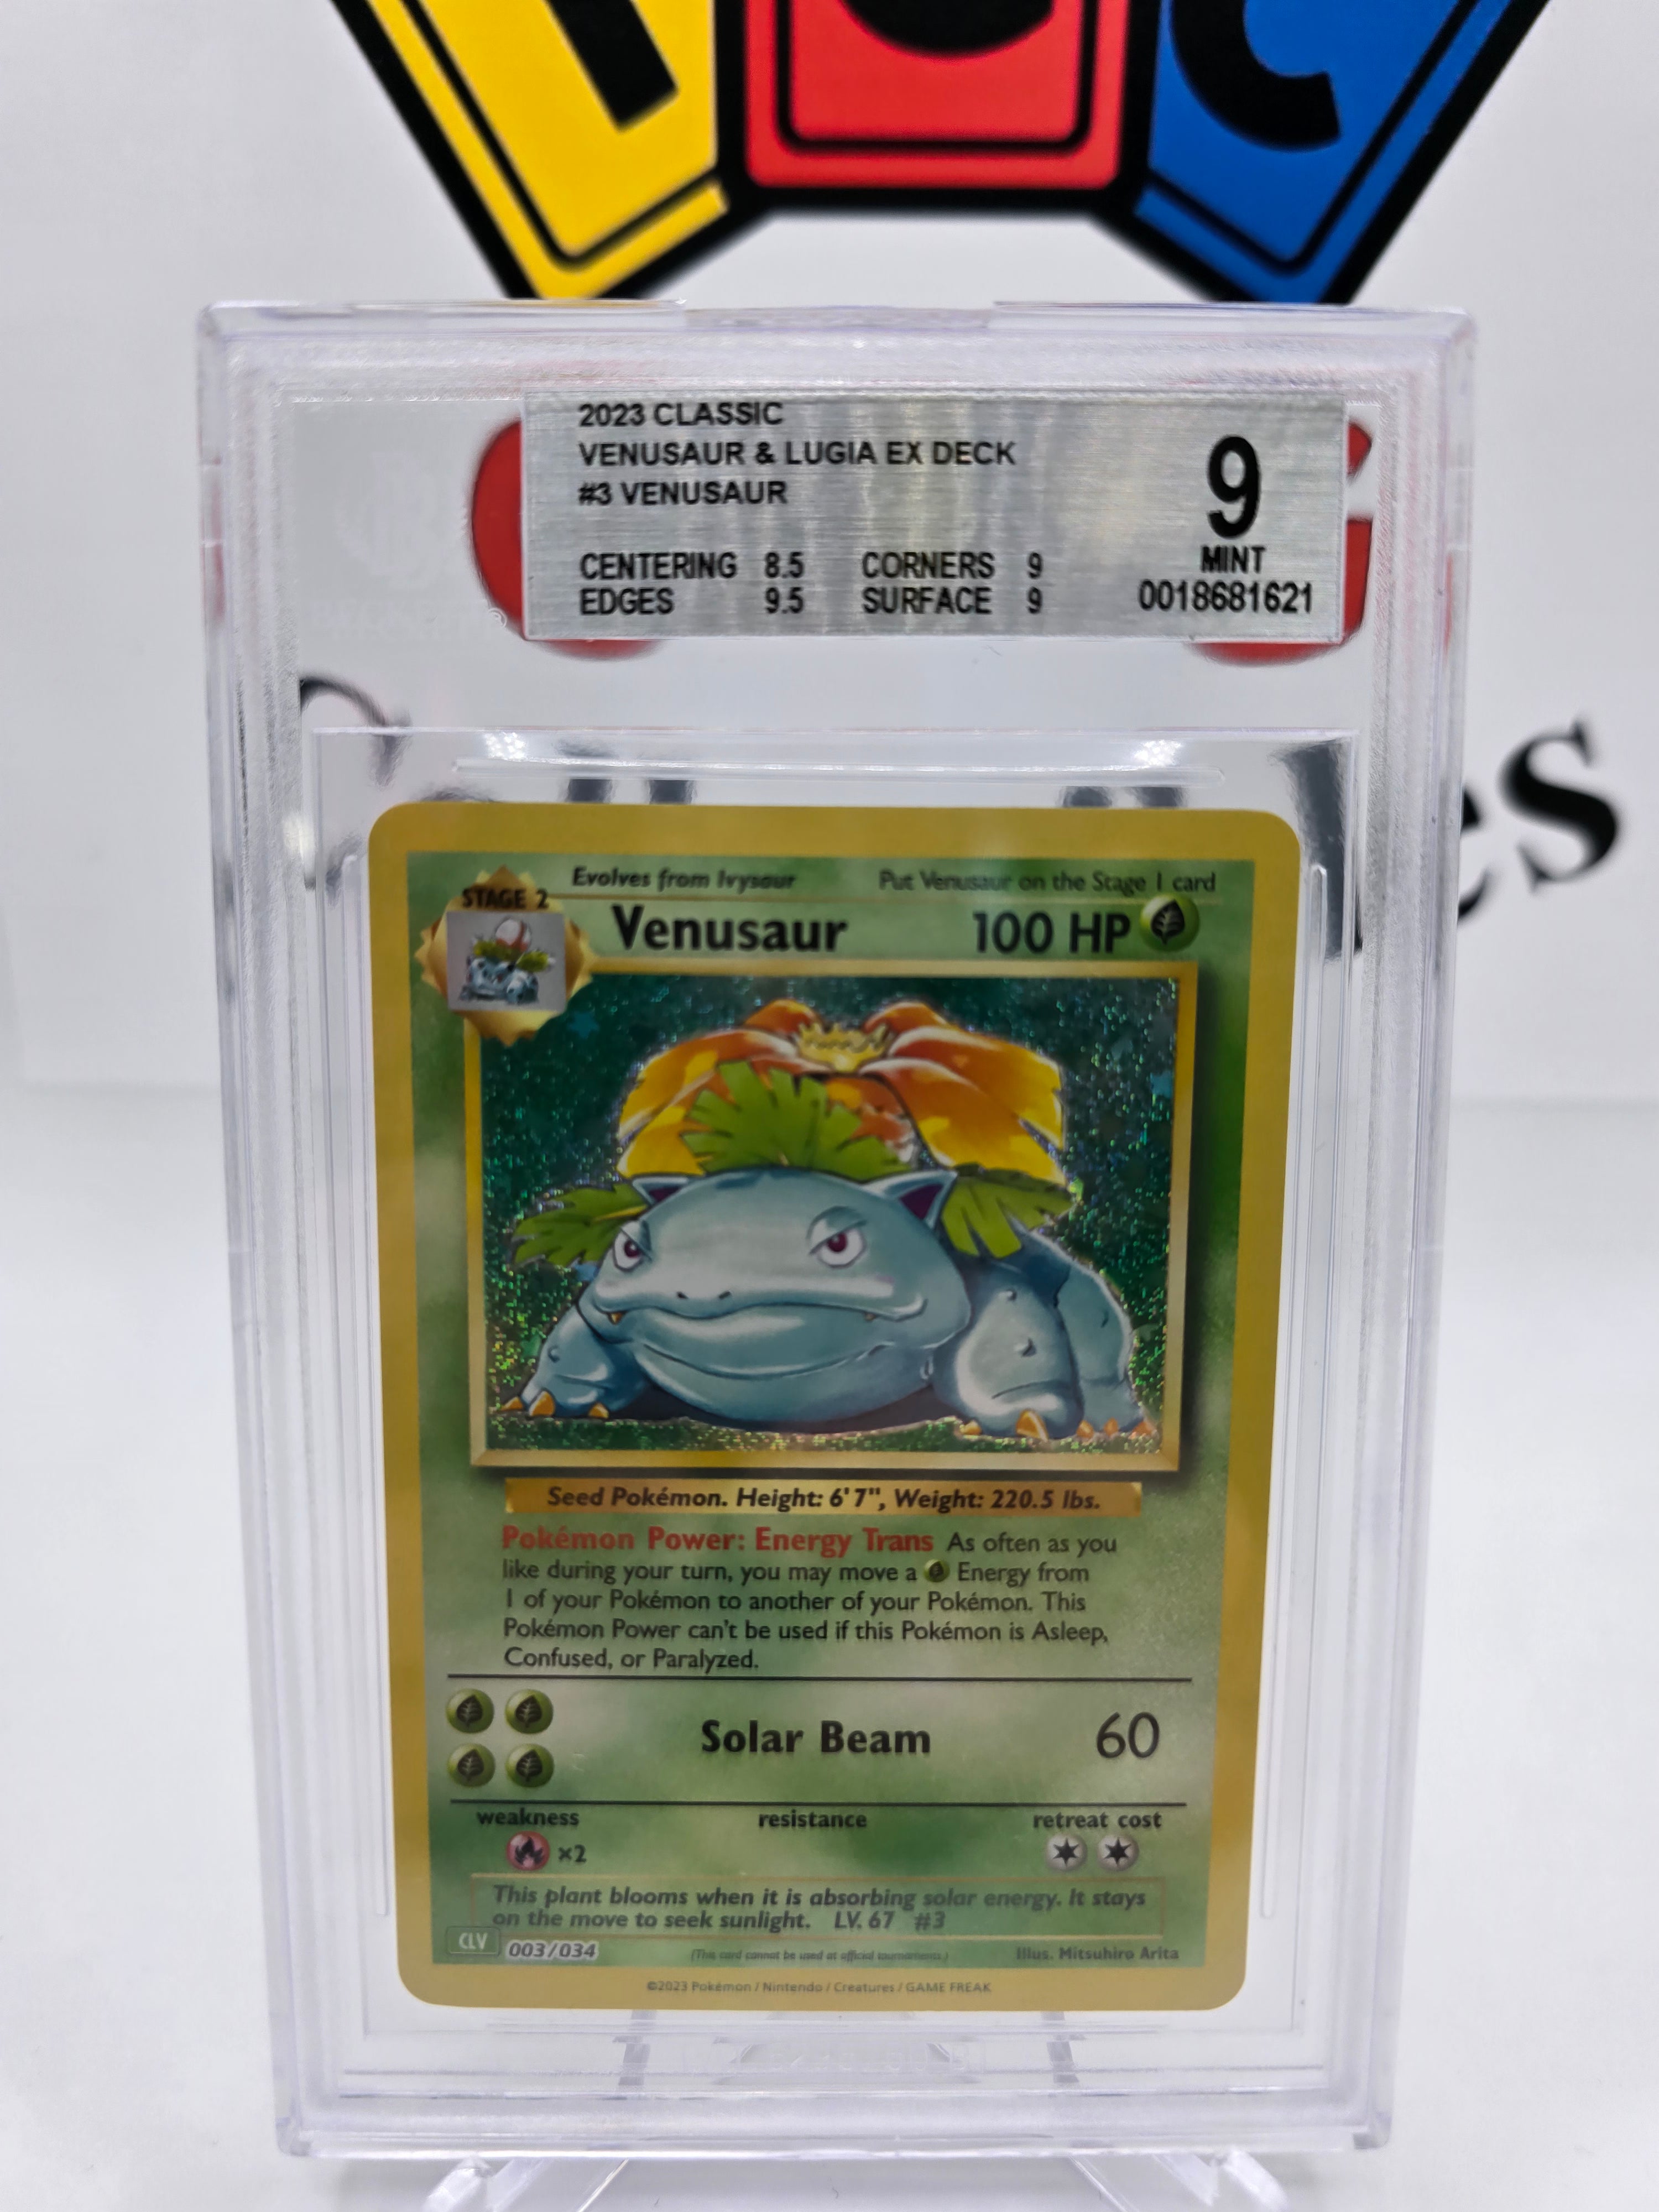 2023 CLASSIC
VENUSAUR & LUGIA EX DECK
#3 VENUSAUR
9
MINT
0018681621
CENTERING 8.5 CORNERS 9
EDGES 9.5 SURFACE 9
Evolves from Ivysaur Put Venusaur on the Stage 1 card
STAGE 2
Venusaur 100 HP
Seed Pokémon. Height: 6'7", Weight: 220.5 lbs.
Pokémon Power: Energy Trans As often as you
like during your turn, you may move a Energy from
1 of your Pokémon to another of your Pokémon. This
Pokémon Power can't be used if this Pokémon is Asleep,
Confused, or Paralyzed.
Solar Beam 60
weakness resistance retreat cost
×2
This plant blooms when it is absorbing solar energy. It stays
on the move to seek sunlight. LV. 67 #3
CLV 003/034 (This card cannot be used at official tournaments.) Illus. Mitsuhiro Arita
©2023 Pokémon / Nintendo / Creatures / GAME FREAK